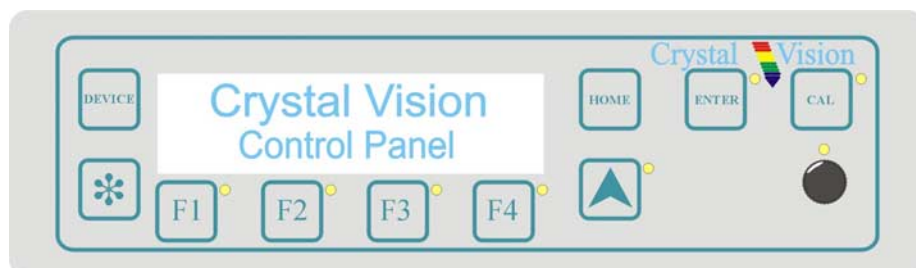 Crystal Vision
DEVICE
Crystal Vision
Control Panel
HOME
ENTER
CAL
F1
F2
F3
F4